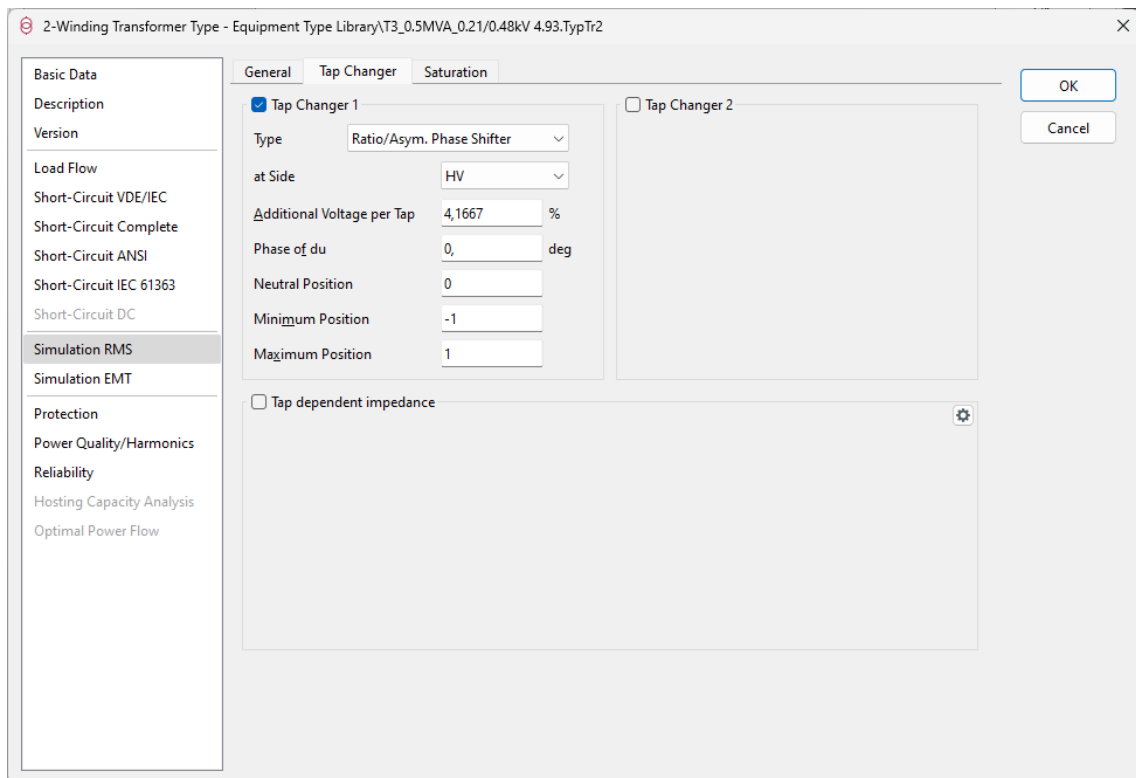 2-Winding Transformer Type - Equipment Type Library\T3_0.5MVA_0.21/0.48kV 4.93.TypTr2
Basic Data
Description
Version
Load Flow
Short-Circuit VDE/IEC
Short-Circuit Complete
Short-Circuit ANSI
Short-Circuit IEC 61363
Short-Circuit DC
Simulation RMS
Simulation EMT
Protection
Power Quality/Harmonics
Reliability
Hosting Capacity Analysis
Optimal Power Flow
General Tap Changer Saturation
Tap Changer 1
Type Ratio/Asym. Phase Shifter
at Side HV
Additional Voltage per Tap 4,1667 %
Phase of du 0, deg
Neutral Position 0
Minimum Position -1
Maximum Position 1
Tap Changer 2
Tap dependent impedance
OK
Cancel